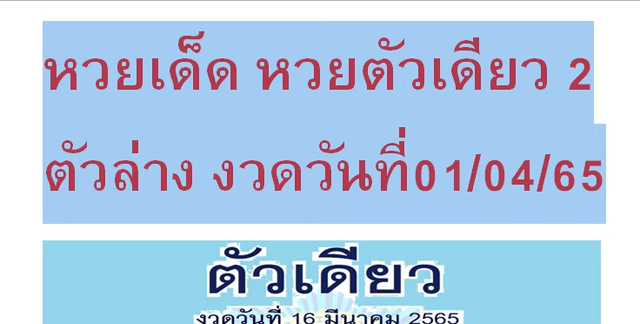 หวยเด็ด หวยตัวเดียว 2
ตัวล่าง งวดวันที่01/04/65
ตัวเดียว
งวดวันที่ 16 มีนาคม 2565